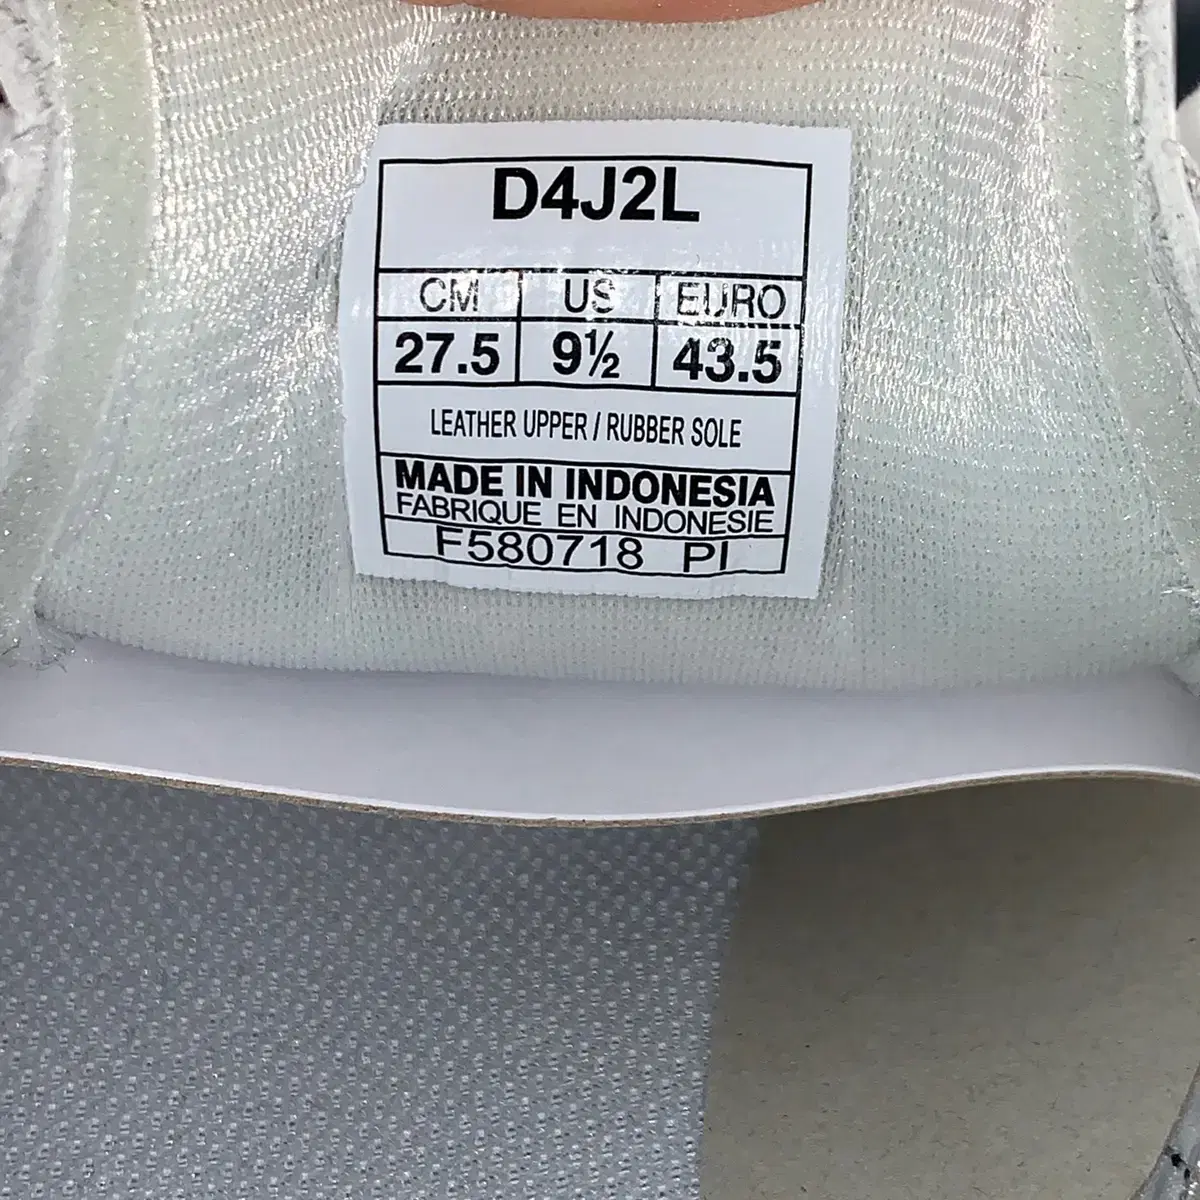 D4J2L
CM US EURO
27.5 9½ 43.5
LEATHER UPPER / RUBBER SOLE
MADE IN INDONESIA
FABRIQUE EN INDONESIE
F580718 PI